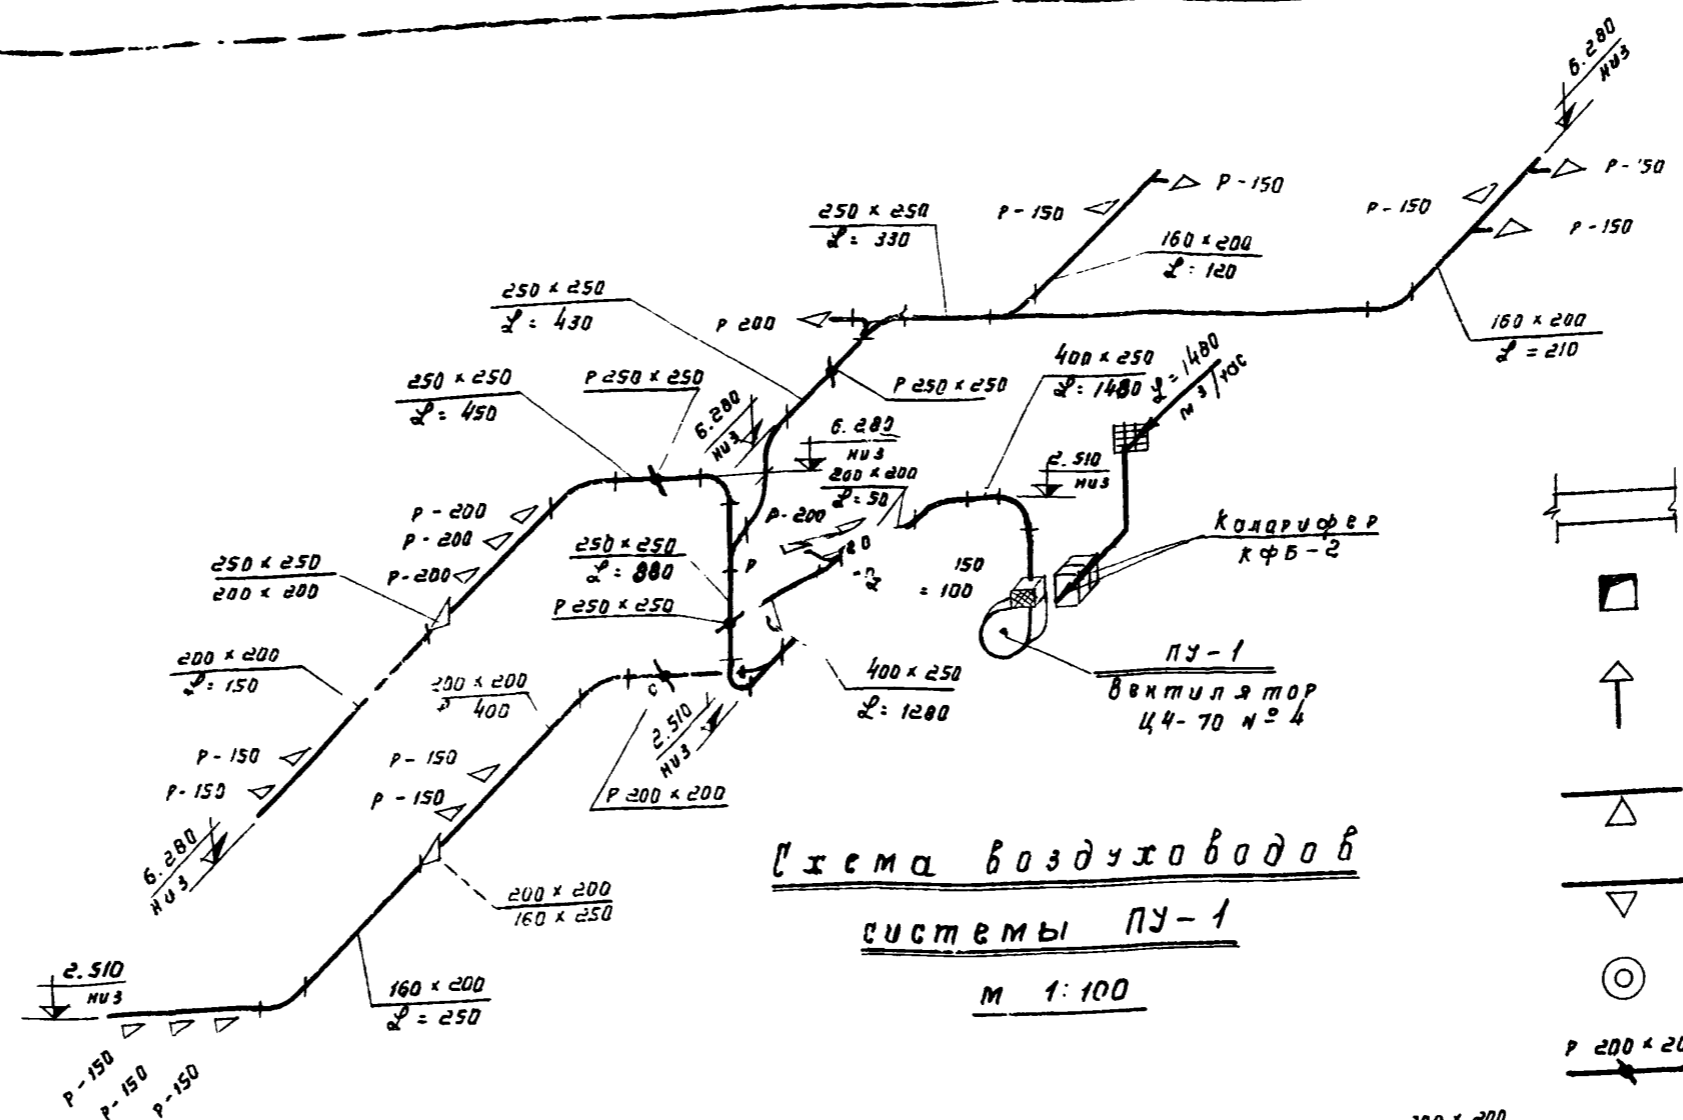 6.280
низ
Р-150
Р-150
Р-150
250 × 250
L = 330
Р-150
Р-150
160 × 200
L = 120
250 × 250
L = 430
Р 200
160 × 200
L = 210
400 × 250
L = 1480
L = 1480
м3/час
250 × 250
L = 450
Р 250 × 250
Р 250 × 250
6.280
низ
6.280
низ
200 × 200
L = 50
2.510
низ
Р-200
Р-200
Р-200
Р-200
250 × 250
L = 880
Р 250 × 250
150
= 100
Каларифер
КФБ-2
250 × 250
200 × 200
200 × 200
L = 150
200 × 200
400
2.510
низ
400 × 250
L = 1280
ПУ-1
Вентилятор
Ц4-70 №4
Р-150
Р-150
Р-150
Р-150
Р 200 × 200
6.280
низ
200 × 200
160 × 250
Схема воздуховодов
системы ПУ-1
м 1:100
2.510
низ
160 × 200
L = 250
Р-150
Р-150
Р-150